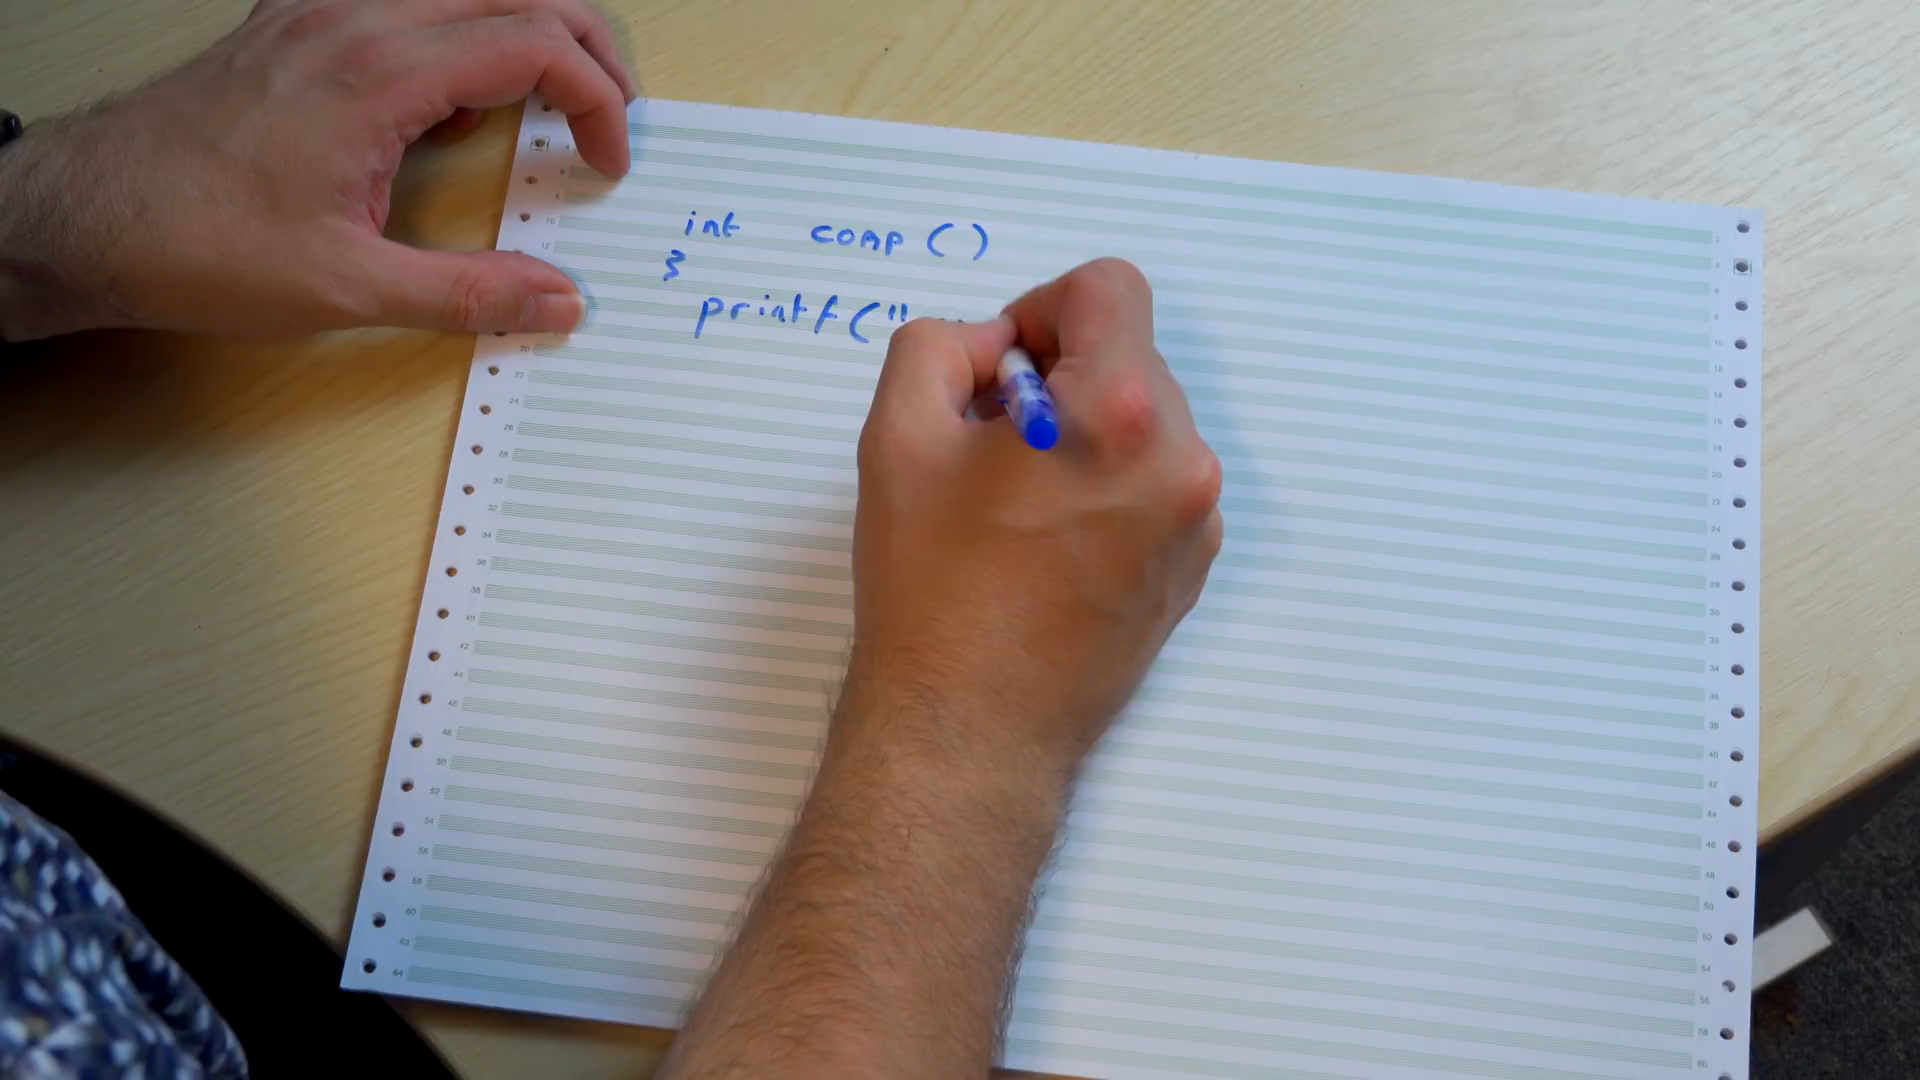 int comp ()
{
printf ("